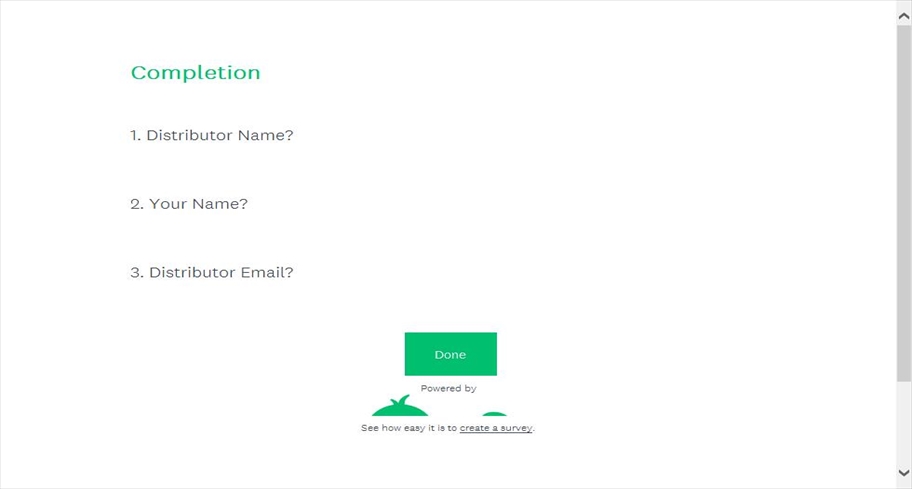 Completion
1. Distributor Name?
2. Your Name?
3. Distributor Email?
Done
Powered by
See how easy it is to create a survey.